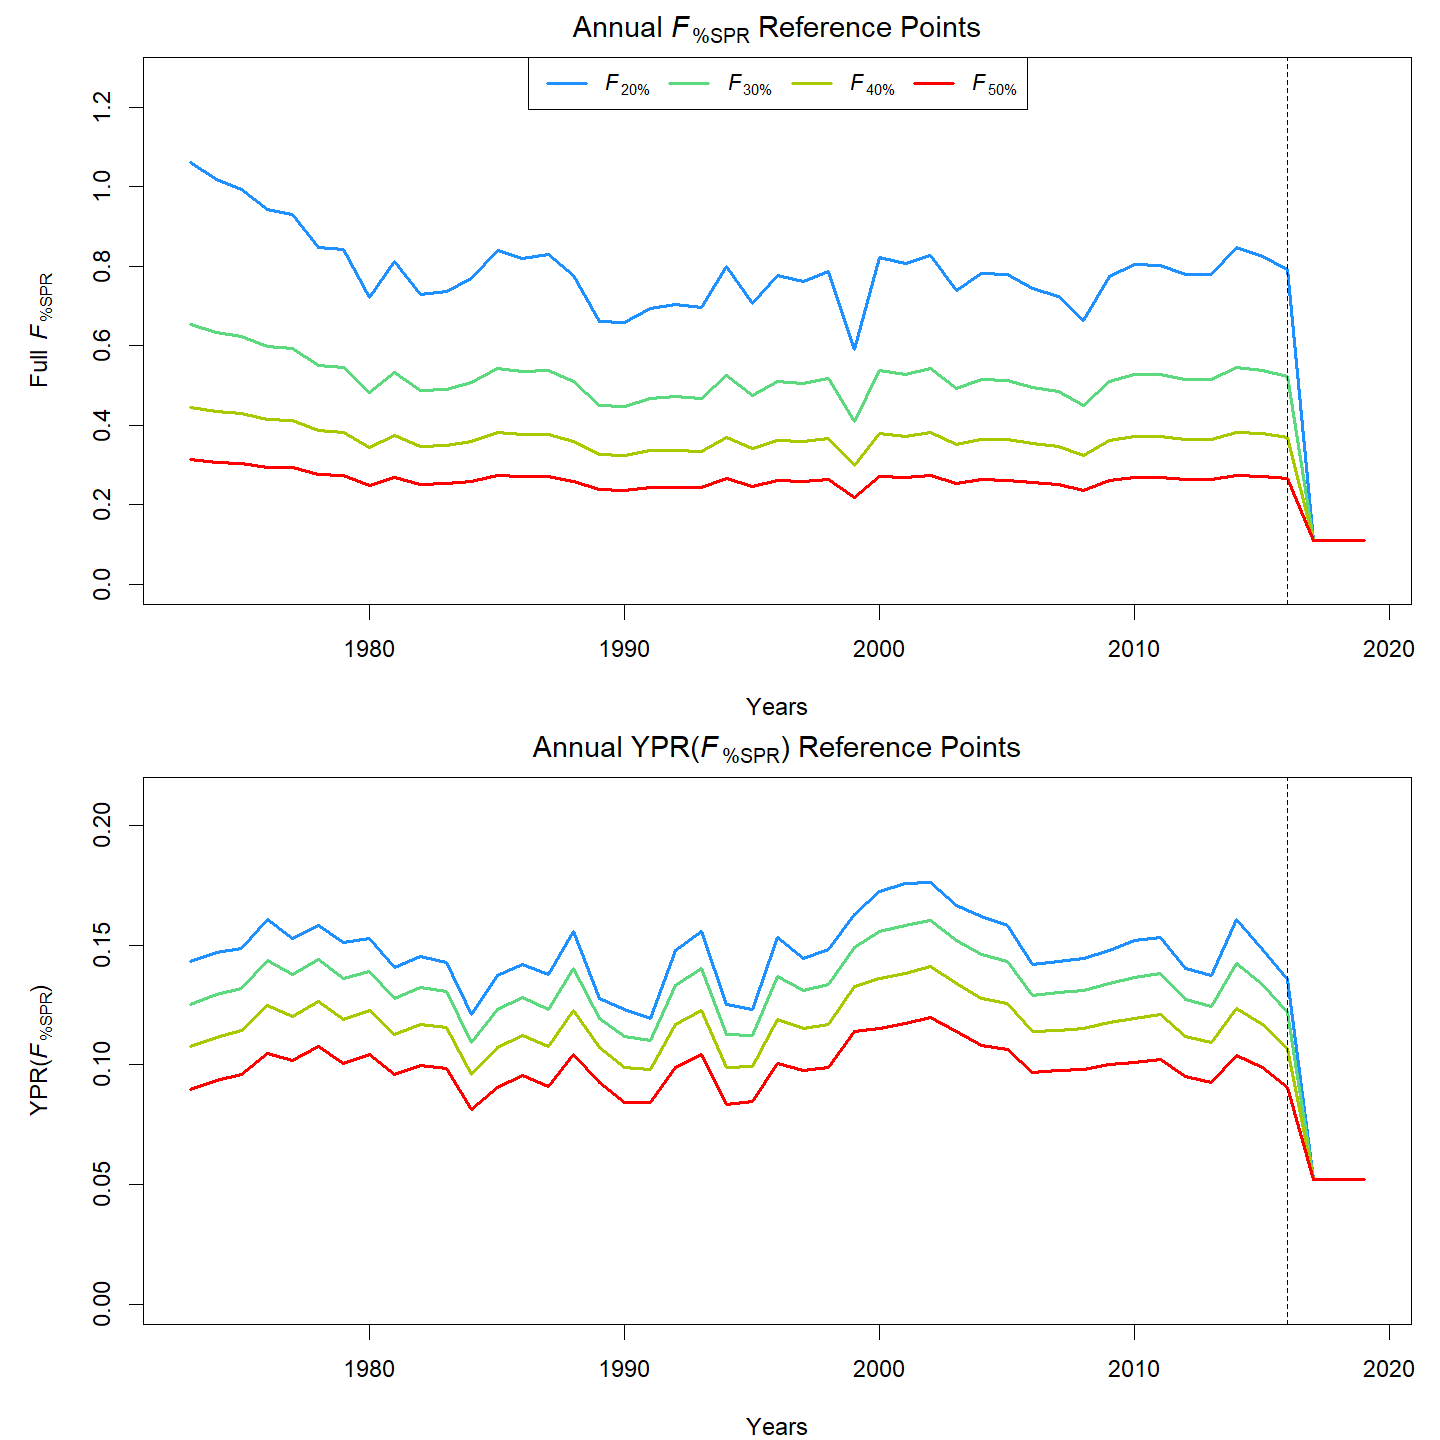 Annual F%SPR Reference Points
F20% F30% F40% F50%
Full F%SPR
1.2
1.0
0.8
0.6
0.4
0.2
0.0
1980 1990 2000 2010 2020
Years
Annual YPR(F%SPR) Reference Points
YPR(F%SPR)
0.20
0.15
0.10
0.05
0.00
1980 1990 2000 2010 2020
Years